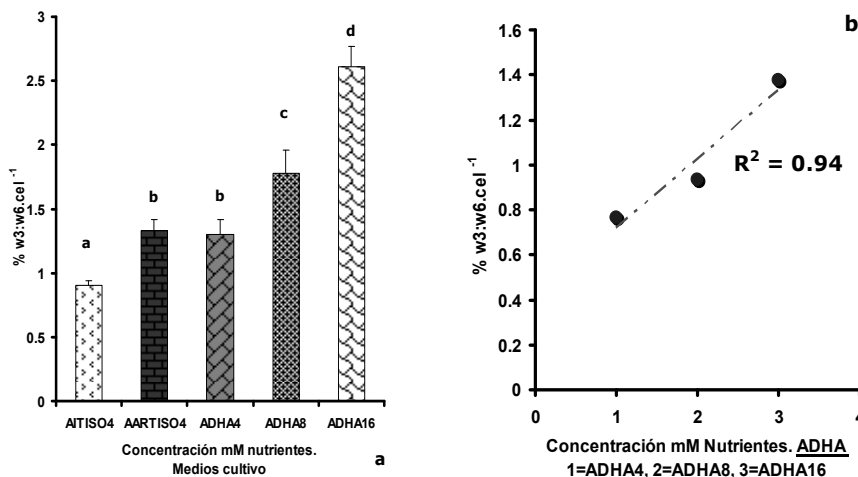 3
2.5
2
1.5
1
0.5
0
% w3:w6.cel -1
a
b
b
c
d
AITISO4 AARTISO4 ADHA4 ADHA8 ADHA16
Concentración mM nutrientes.
Medios cultivo
a
b
1.6
1.4
1.2
1
0.8
0.6
0.4
0.2
0
% w3:w6.cel -1
R2 = 0.94
0 1 2 3 4
Concentración mM Nutrientes. ADHA
1=ADHA4, 2=ADHA8, 3=ADHA16